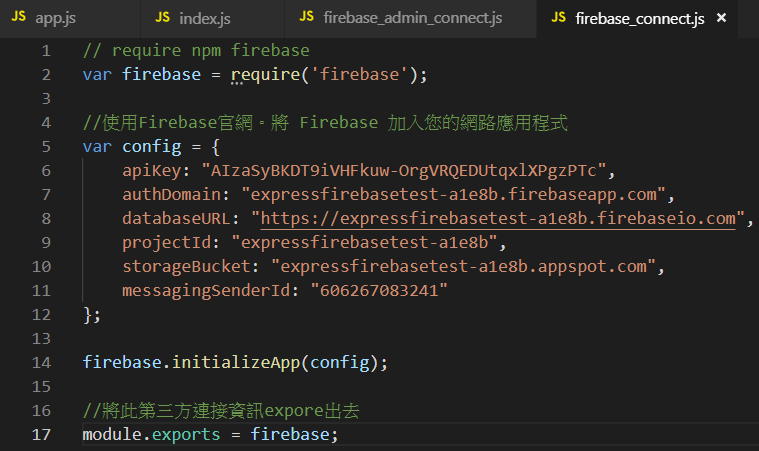 JS app.js JS index.js JS firebase_admin_connect.js JS firebase_connect.js ×
1 // require npm firebase
2 var firebase = require('firebase');
3
4 //使用Firebase官網。將 Firebase 加入您的網路應用程式
5 var config = {
6 apiKey: "AIzaSyBKDT9iVHFkuw-OrgVRQEDUtqxlXPgzPTc",
7 authDomain: "expressfirebasetest-a1e8b.firebaseapp.com",
8 databaseURL: "https://expressfirebasetest-a1e8b.firebaseio.com",
9 projectId: "expressfirebasetest-a1e8b",
10 storageBucket: "expressfirebasetest-a1e8b.appspot.com",
11 messagingSenderId: "606267083241"
12 };
13
14 firebase.initializeApp(config);
15
16 //將此第三方連接資訊expore出去
17 module.exports = firebase;